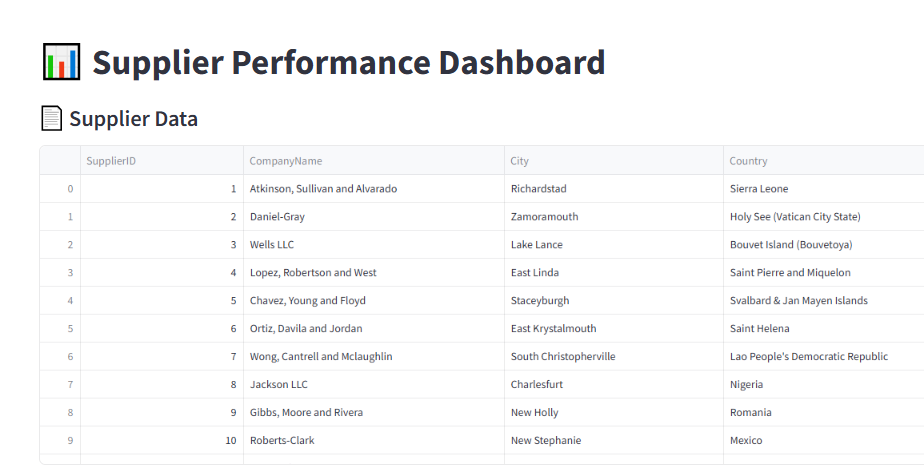 Supplier Performance Dashboard
Supplier Data
SupplierID CompanyName City Country
0 1 Atkinson, Sullivan and Alvarado Richardstad Sierra Leone
1 2 Daniel-Gray Zamoramouth Holy See (Vatican City State)
2 3 Wells LLC Lake Lance Bouvet Island (Bouvetoya)
3 4 Lopez, Robertson and West East Linda Saint Pierre and Miquelon
4 5 Chavez, Young and Floyd Staceyburgh Svalbard & Jan Mayen Islands
5 6 Ortiz, Davila and Jordan East Krystalmouth Saint Helena
6 7 Wong, Cantrell and Mclaughlin South Christopherville Lao People's Democratic Republic
7 8 Jackson LLC Charlesfurt Nigeria
8 9 Gibbs, Moore and Rivera New Holly Romania
9 10 Roberts-Clark New Stephanie Mexico